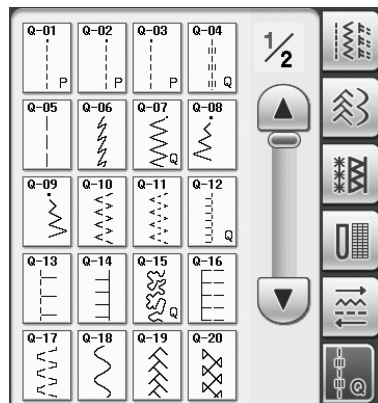 Q-01 Q-02 Q-03 Q-04
P P P Q
1/2
Q-05 Q-06 Q-07 Q-08
Q
Q-09 Q-10 Q-11 Q-12
Q
Q-13 Q-14 Q-15 Q-16
Q
Q-17 Q-18 Q-19 Q-20
Q